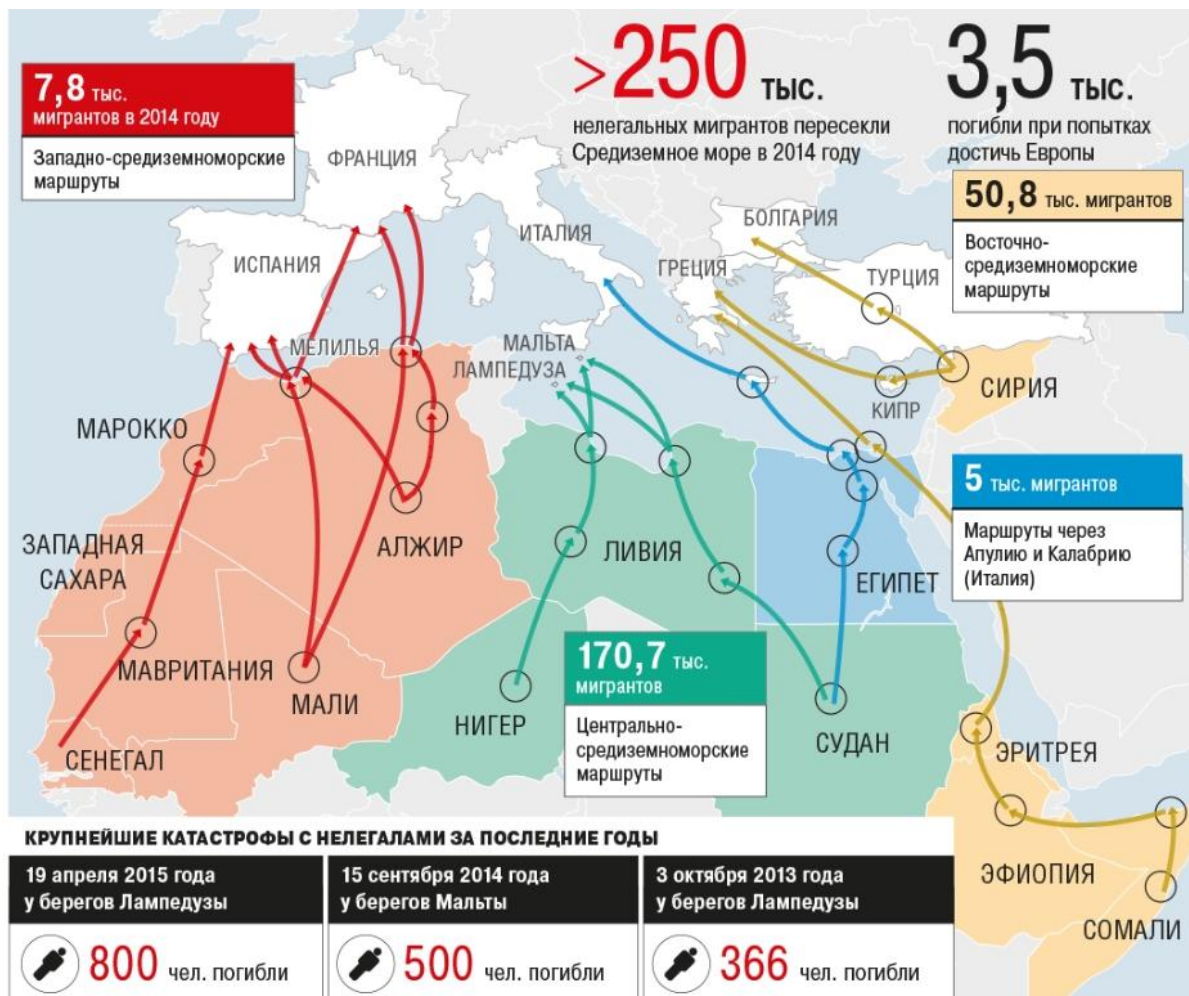 7,8 тыс.
мигрантов в 2014 году
Западно-средиземноморские
маршруты
>250 тыс.
нелегальных мигрантов пересекли
Средиземное море в 2014 году
3,5 тыс.
погибли при попытках
достичь Европы
50,8 тыс. мигрантов
Восточно-
средиземноморские
маршруты
ФРАНЦИЯ
ИСПАНИЯ
ИТАЛИЯ
БОЛГАРИЯ
ГРЕЦИЯ
ТУРЦИЯ
МЕЛИЛЬЯ
МАЛЬТА
ЛАМПЕДУЗА
КИПР
СИРИЯ
МАРОККО
5 тыс. мигрантов
Маршруты через
Апулию и Калабрию
(Италия)
ЗАПАДНАЯ
САХАРА
АЛЖИР
ЛИВИЯ
ЕГИПЕТ
МАВРИТАНИЯ
МАЛИ
НИГЕР
170,7 тыс.
мигрантов
Центрально-
средиземноморские
маршруты
СУДАН
СЕНЕГАЛ
ЭРИТРЕЯ
ЭФИОПИЯ
СОМАЛИ
КРУПНЕЙШИЕ КАТАСТРОФЫ С НЕЛЕГАЛАМИ ЗА ПОСЛЕДНИЕ ГОДЫ
19 апреля 2015 года
у берегов Лампедузы
800 чел. погибли
15 сентября 2014 года
у берегов Мальты
500 чел. погибли
3 октября 2013 года
у берегов Лампедузы
366 чел. погибли